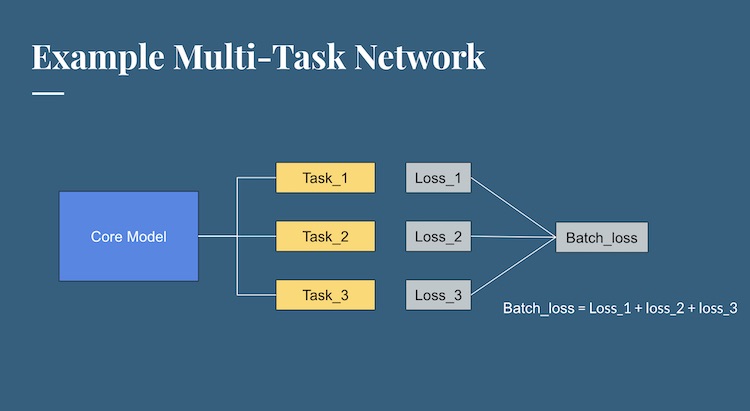 Example Multi-Task Network
Core Model
Task_1
Loss_1
Task_2
Loss_2
Batch_loss
Task_3
Loss_3
Batch_loss = Loss_1 + loss_2 + loss_3